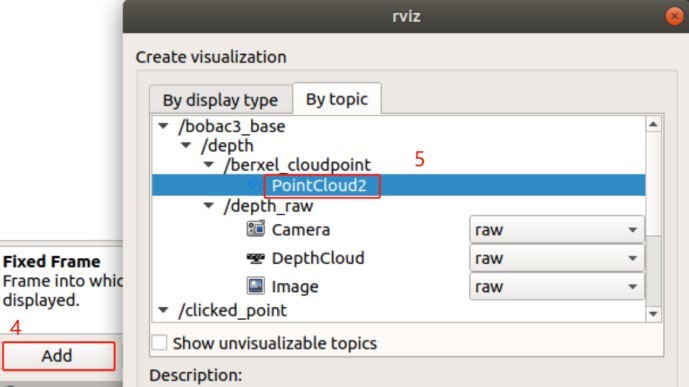 rviz
Create visualization
By display type
By topic
/bobac3_base
/depth
/berxel_cloudpoint
5
PointCloud2
/depth_raw
Camera
raw
DepthCloud
raw
Image
raw
/clicked_point
Show unvisualizable topics
Description:
Fixed Frame
Frame into whic
displayed.
4
Add